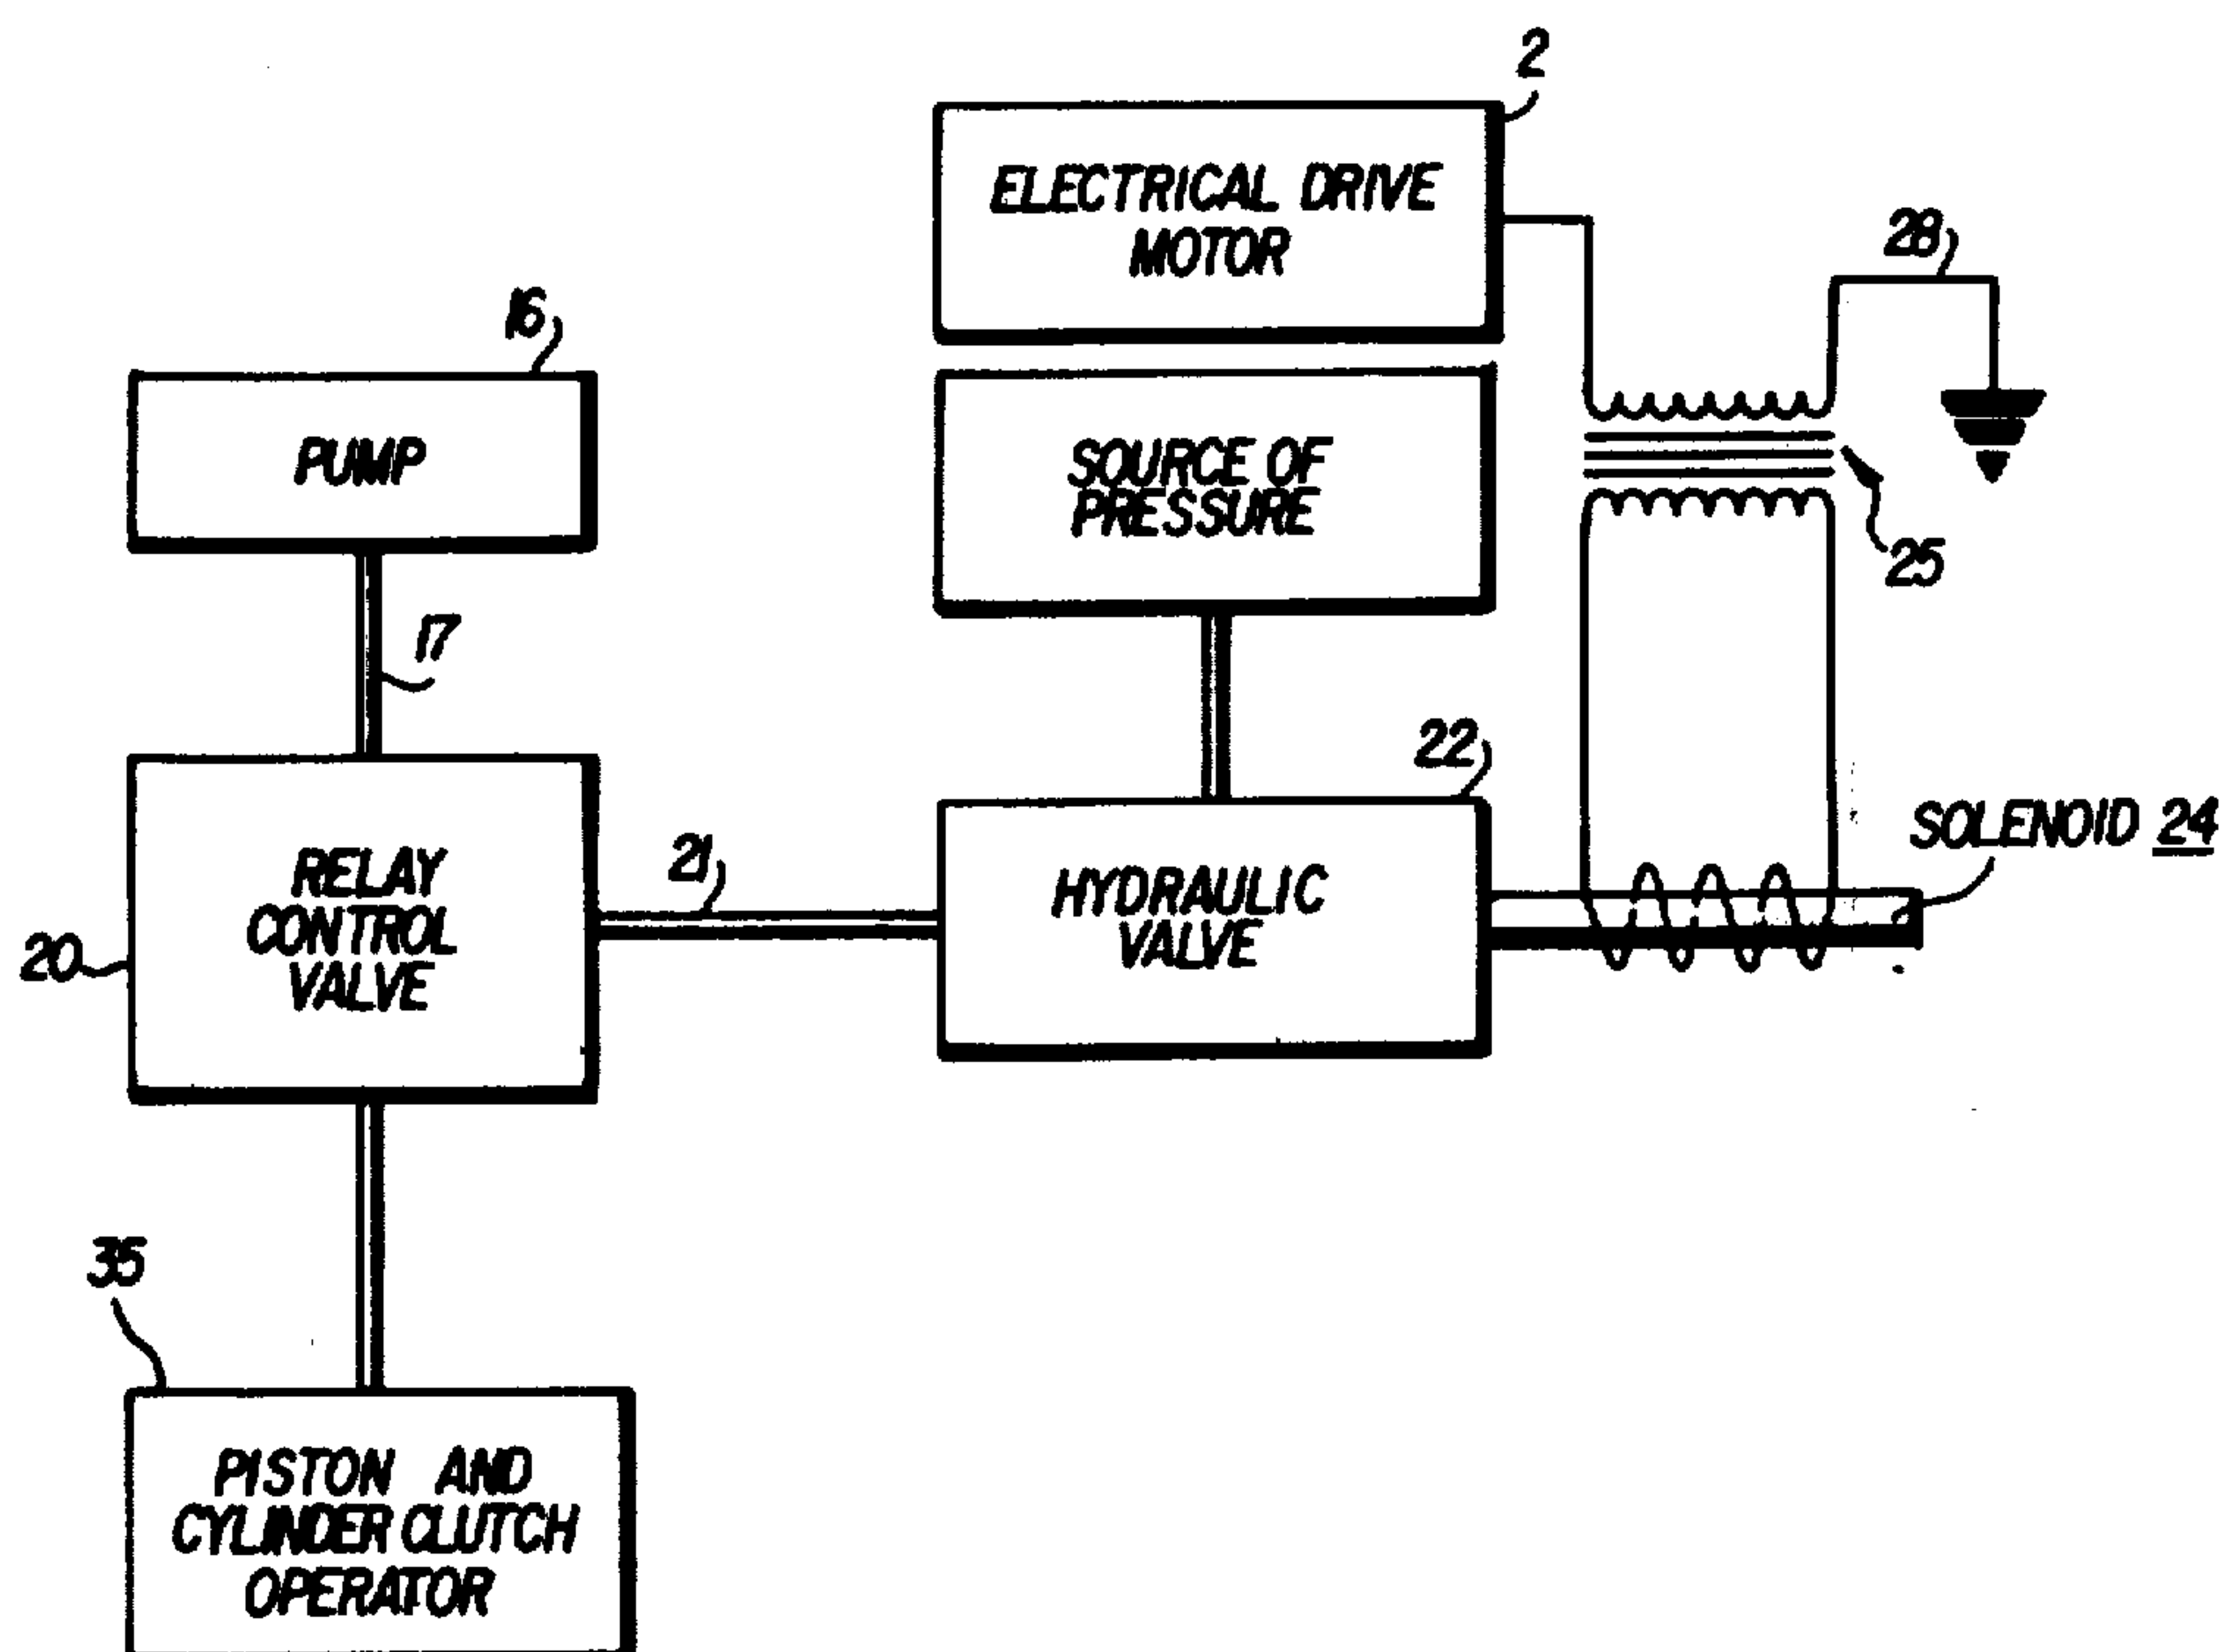 2
ELECTRICAL DRIVE
MOTOR
28
16
PUMP
SOURCE OF
PRESSURE
25
17
22
SOLENOID 24
RELAY
CONTROL
VALVE
21
HYDRAULIC
VALVE
20
35
PISTON AND
CYLINDER CLUTCH
OPERATOR